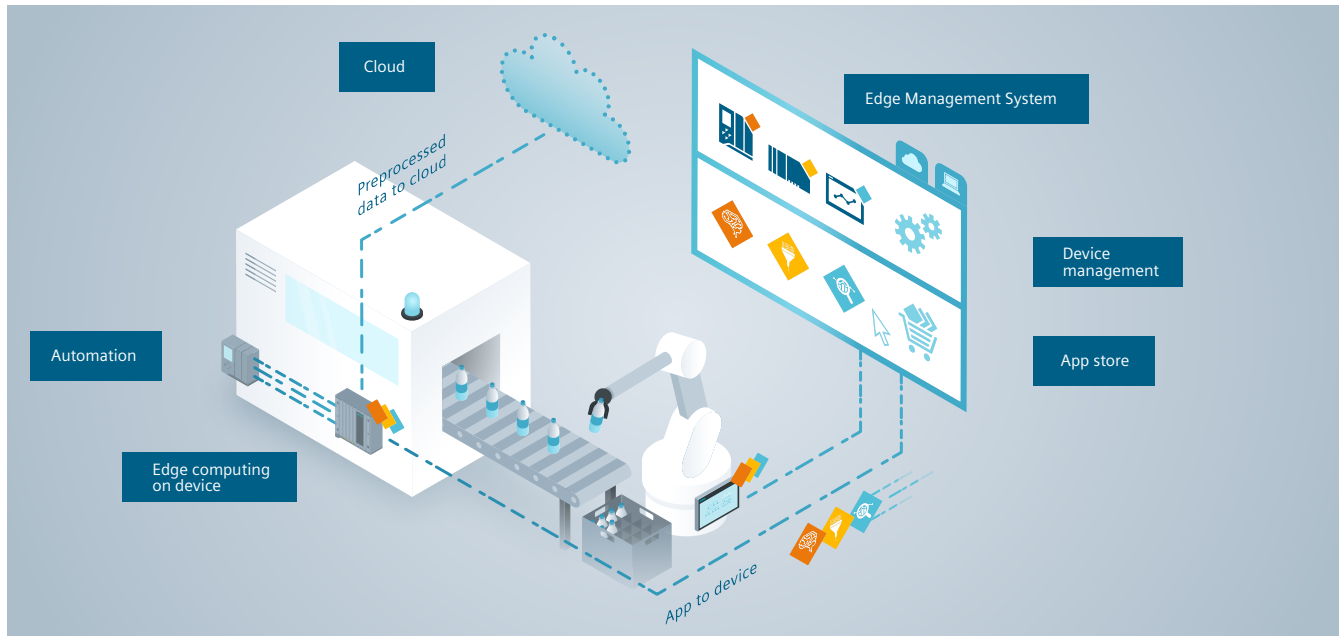 Cloud
Edge Management System
Preprocessed
data to cloud
Device
management
Automation
App store
Edge computing
on device
App to device